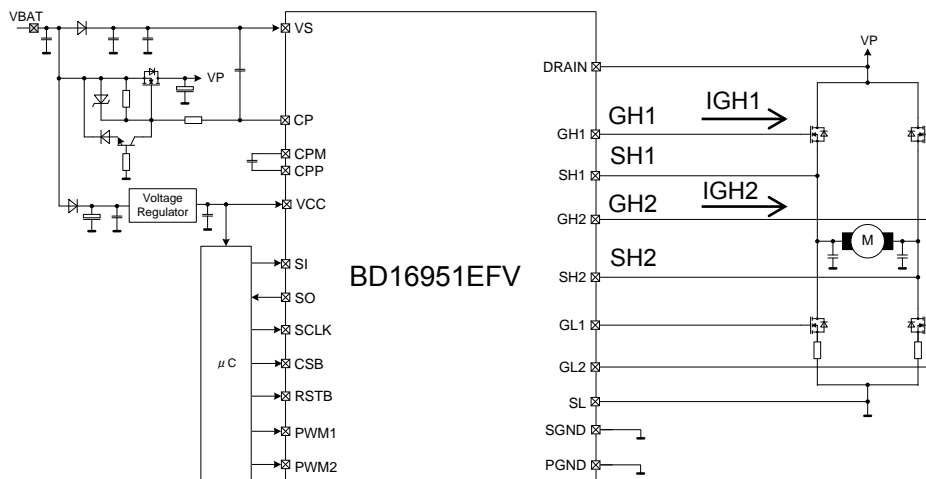 VBAT
VS
VP
CP
CPM
CPP
Voltage
Regulator
VCC
μC
SI
SO
SCLK
CSB
RSTB
PWM1
PWM2
BD16951EFV
DRAIN
GH1
SH1
GH2
SH2
GL1
GL2
SL
SGND
PGND
GH1
IGH1
SH1
GH2
IGH2
SH2
VP
M